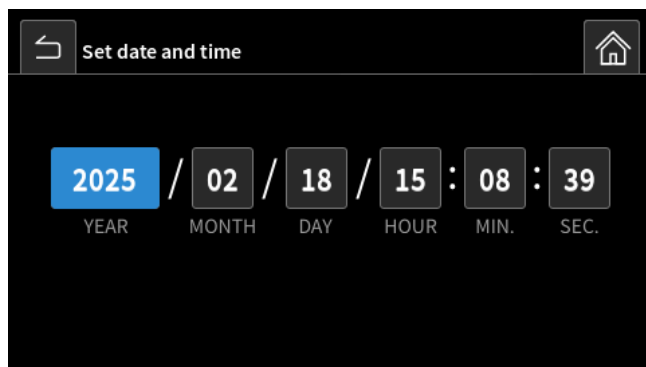 Set date and time
2025 / 02 / 18 / 15 : 08 : 39
YEAR MONTH DAY HOUR MIN. SEC.